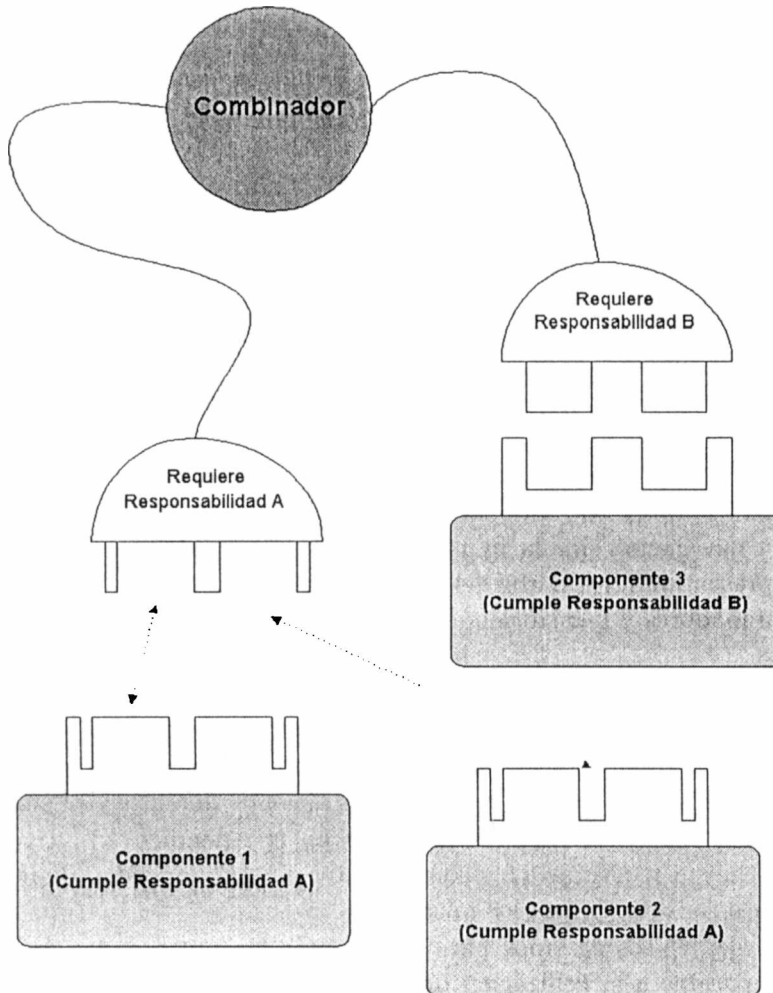 Combinador
Requiere
Responsabilidad B
Requiere
Responsabilidad A
Componente 3
(Cumple Responsabilidad B)
Componente 1
(Cumple Responsabilidad A)
Componente 2
(Cumple Responsabilidad A)